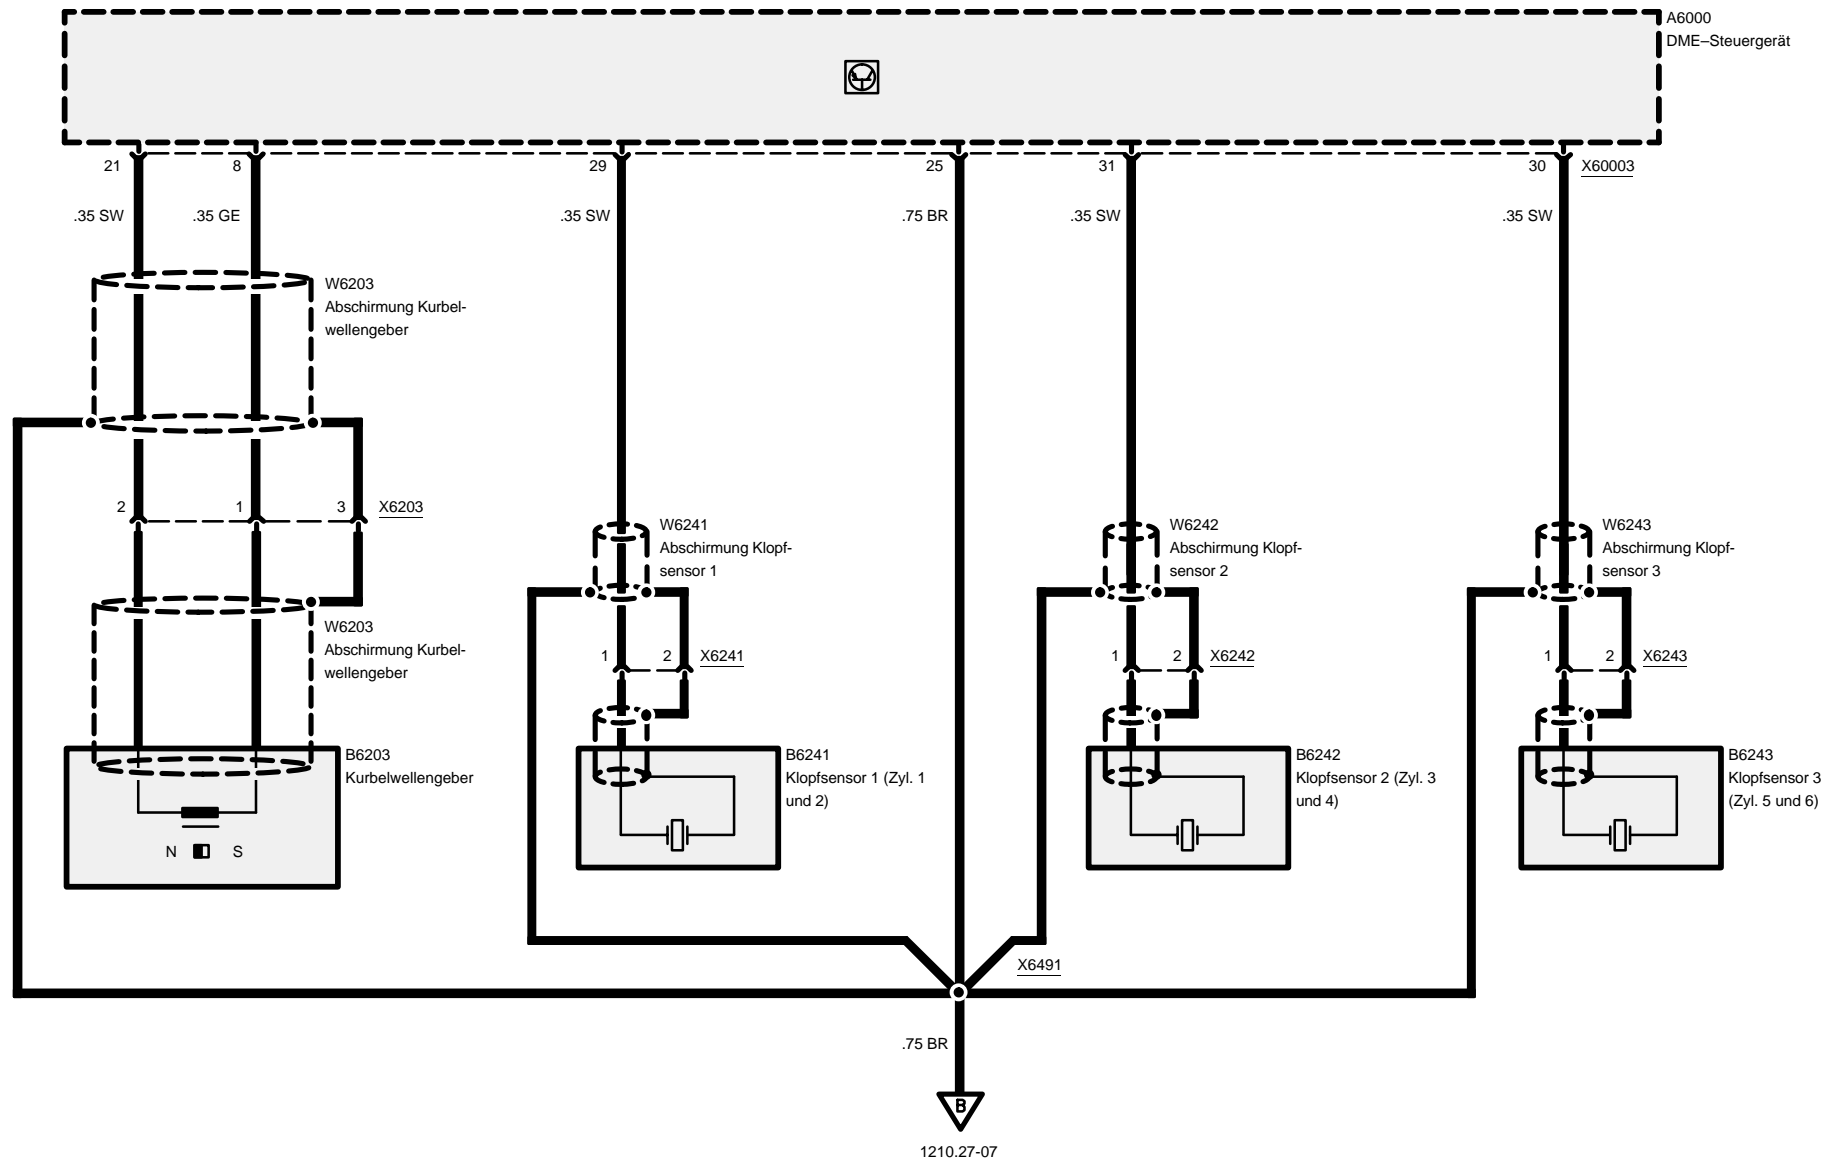 A6000
DME–Steuergerät
21
8
29
25
31
30
X60003
.35 SW
.35 GE
.35 SW
.75 BR
.35 SW
.35 SW
W6203
Abschirmung Kurbel-
wellengeber
2
1
3
X6203
W6241
Abschirmung Klopf-
sensor 1
W6242
Abschirmung Klopf-
sensor 2
W6243
Abschirmung Klopf-
sensor 3
W6203
Abschirmung Kurbel-
wellengeber
1
2
X6241
1
2
X6242
1
2
X6243
B6203
Kurbelwellengeber
N
S
B6241
Klopfsensor 1 (Zyl. 1
und 2)
B6242
Klopfsensor 2 (Zyl. 3
und 4)
B6243
Klopfsensor 3
(Zyl. 5 und 6)
X6491
.75 BR
B
1210.27-07